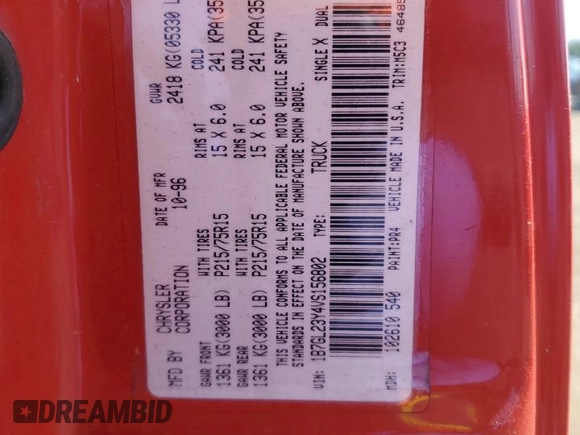 MFD BY CHRYSLER CORPORATION DATE OF MFR 10-96 GVWR 2418 KG(05330 L
GAWR FRONT WITH TIRES RIMS AT COLD
1361 KG(3000 LB) P215/75R15 15 X 6.0 241 KPA(35
GAWR REAR WITH TIRES RIMS AT COLD
1361 KG(3000 LB) P215/75R15 15 X 6.0 241 KPA(35
THIS VEHICLE CONFORMS TO ALL APPLICABLE FEDERAL MOTOR VEHICLE SAFETY
STANDARDS IN EFFECT ON THE DATE OF MANUFACTURE SHOWN ABOVE.
VIN: 1B7GL23Y4VS156802 TRUCK SINGLE X DUAL
MDH: 102610 540 PAINT:PR4 VEHICLE MADE IN U.S.A. TRIM:M5C3 46485
DREAMBID